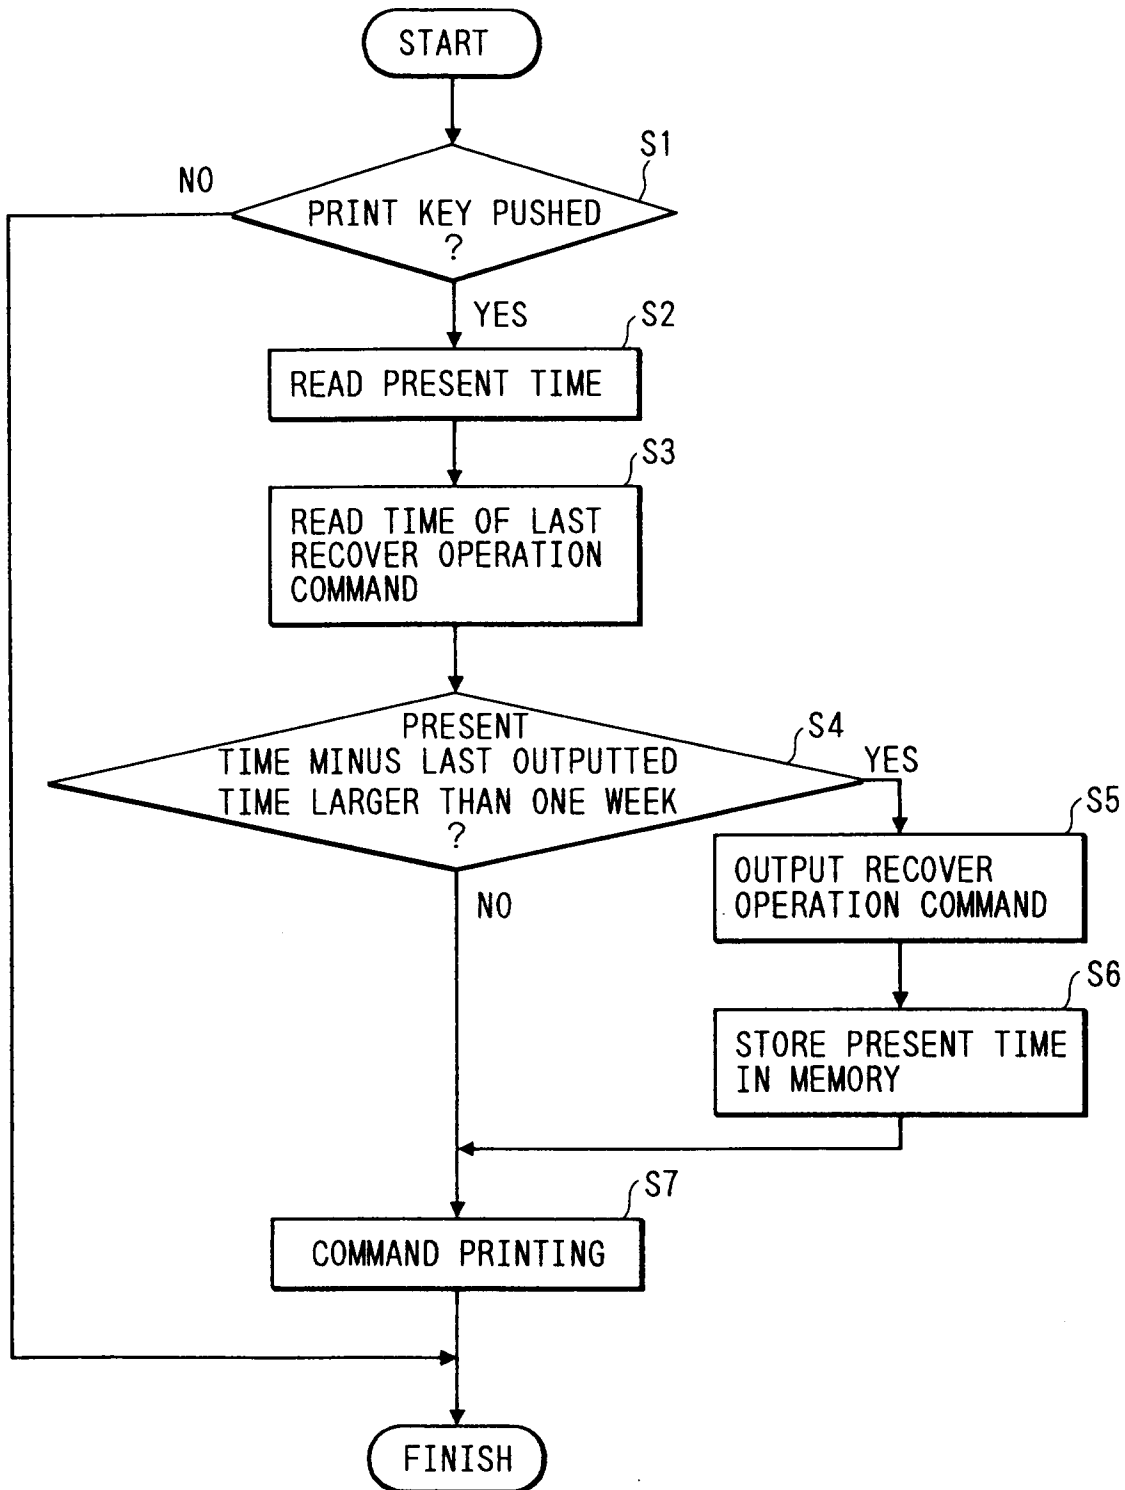 START
S1
NO
PRINT KEY PUSHED
?
YES
S2
READ PRESENT TIME
S3
READ TIME OF LAST
RECOVER OPERATION
COMMAND
PRESENT
TIME MINUS LAST OUTPUTTED
TIME LARGER THAN ONE WEEK
?
S4
YES
NO
S5
OUTPUT RECOVER
OPERATION COMMAND
S6
STORE PRESENT TIME
IN MEMORY
S7
COMMAND PRINTING
FINISH